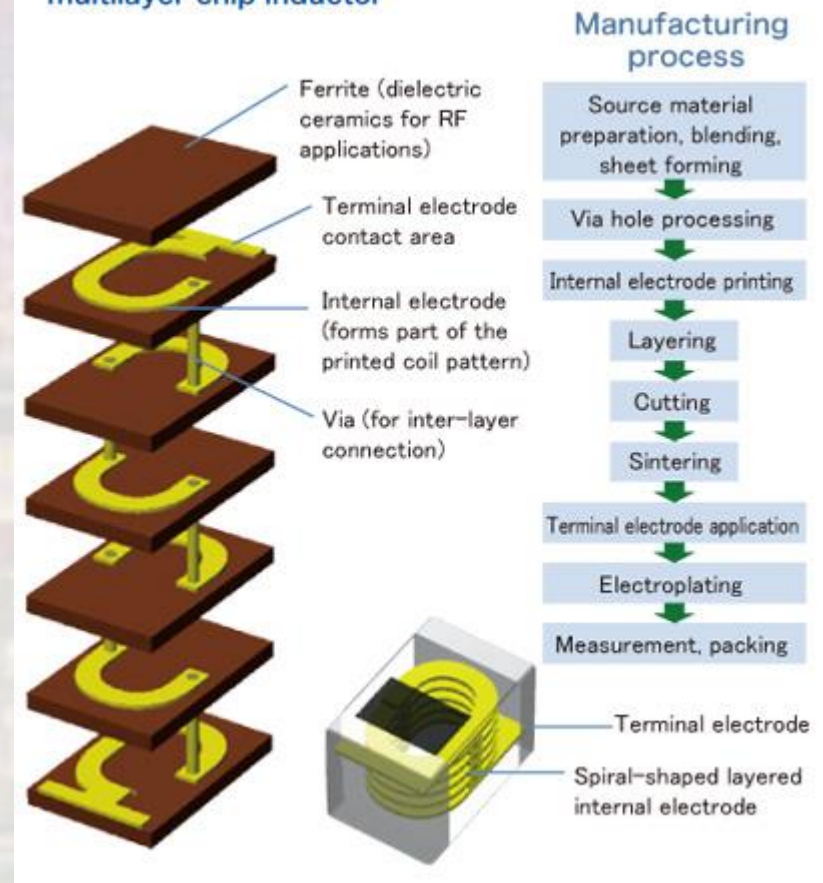 multilayer chip inductor
Manufacturing
process
Ferrite (dielectric
ceramics for RF
applications)
Terminal electrode
contact area
Internal electrode
(forms part of the
printed coil pattern)
Via (for inter-layer
connection)
Source material
preparation, blending,
sheet forming
Via hole processing
Internal electrode printing
Layering
Cutting
Sintering
Terminal electrode application
Electroplating
Measurement, packing
Terminal electrode
Spiral-shaped layered
internal electrode